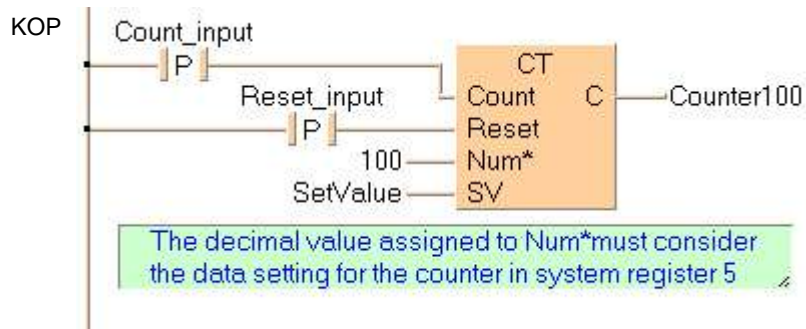 KOP
Count_input
P
CT
Reset_input
Count C Counter100
P
Reset
100 Num*
SetValue SV
The decimal value assigned to Num*must consider
the data setting for the counter in system register 5